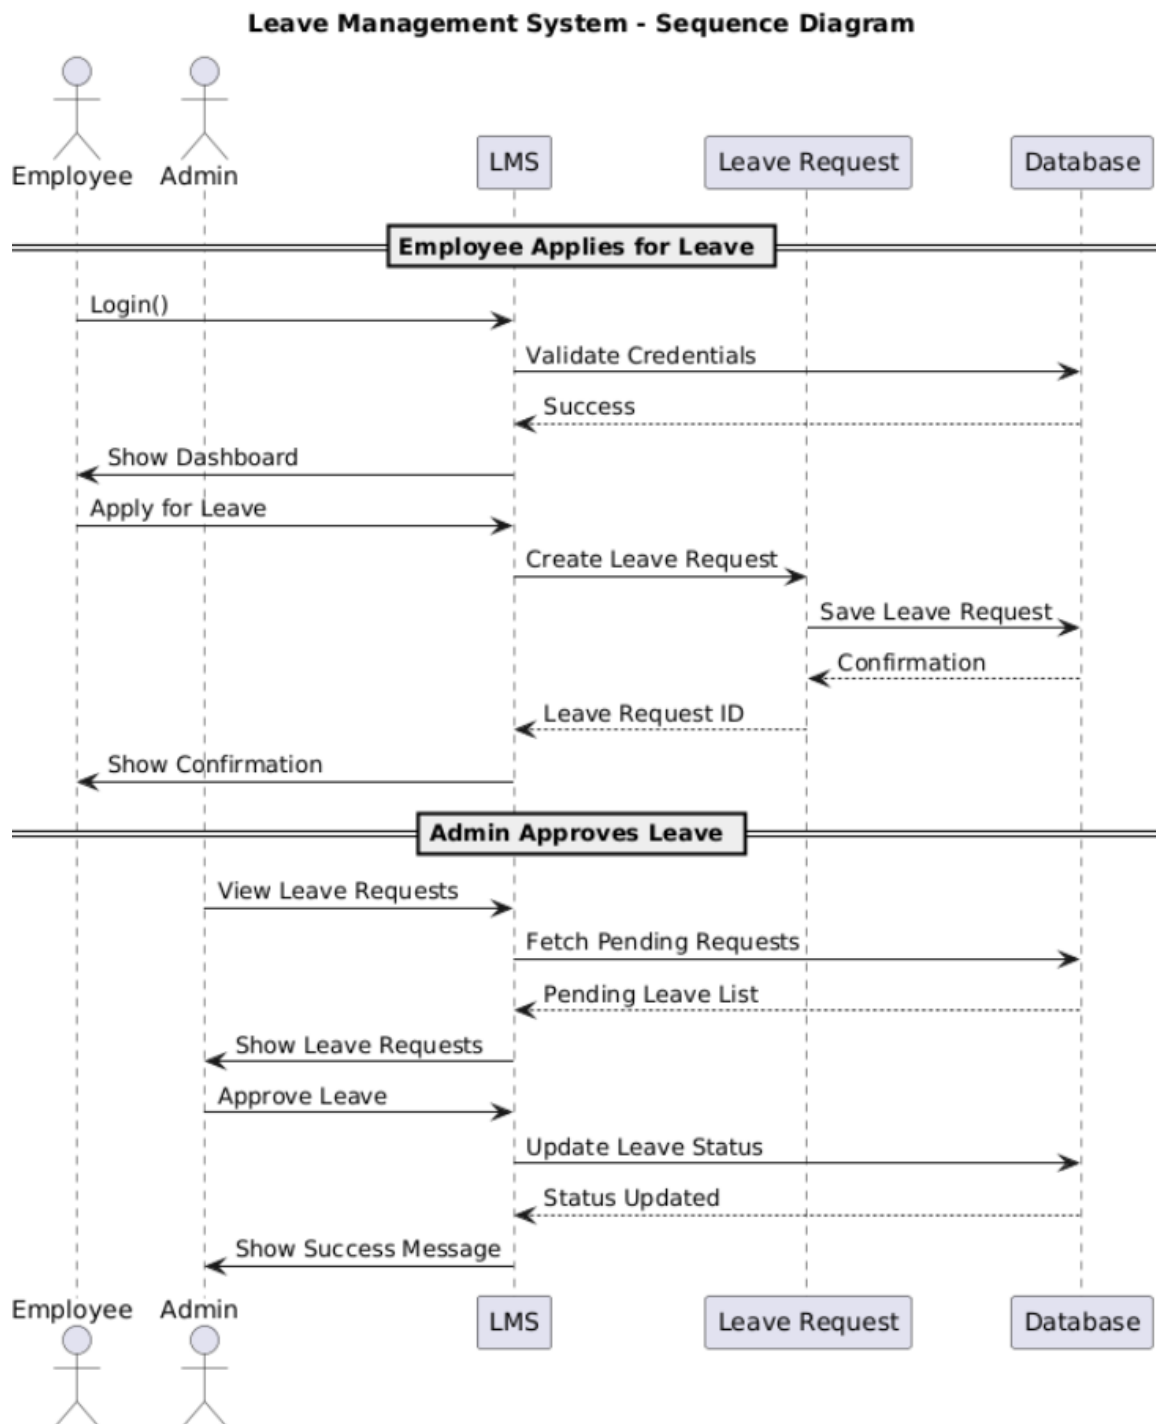 Leave Management System - Sequence Diagram
Employee Admin LMS Leave Request Database
Employee Applies for Leave
Login()
Validate Credentials
Success
Show Dashboard
Apply for Leave
Create Leave Request
Save Leave Request
Confirmation
Leave Request ID
Show Confirmation
Admin Approves Leave
View Leave Requests
Fetch Pending Requests
Pending Leave List
Show Leave Requests
Approve Leave
Update Leave Status
Status Updated
Show Success Message
Employee Admin LMS Leave Request Database